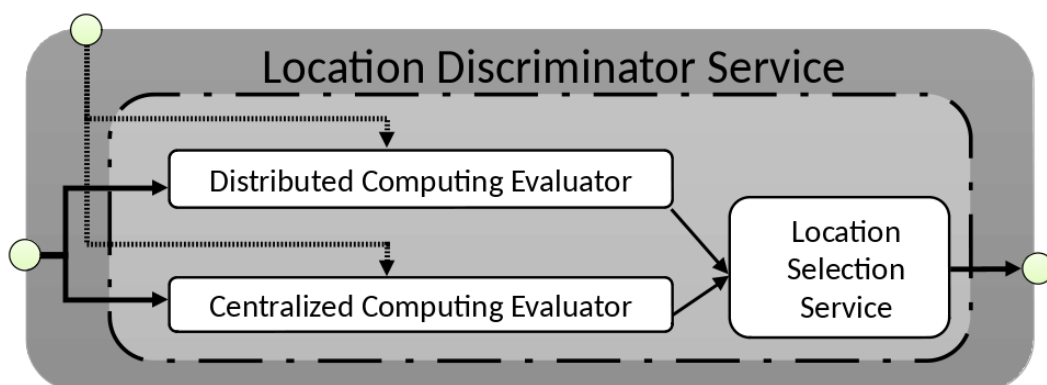 Location Discriminator Service
Distributed Computing Evaluator
Location
Selection
Service
Centralized Computing Evaluator